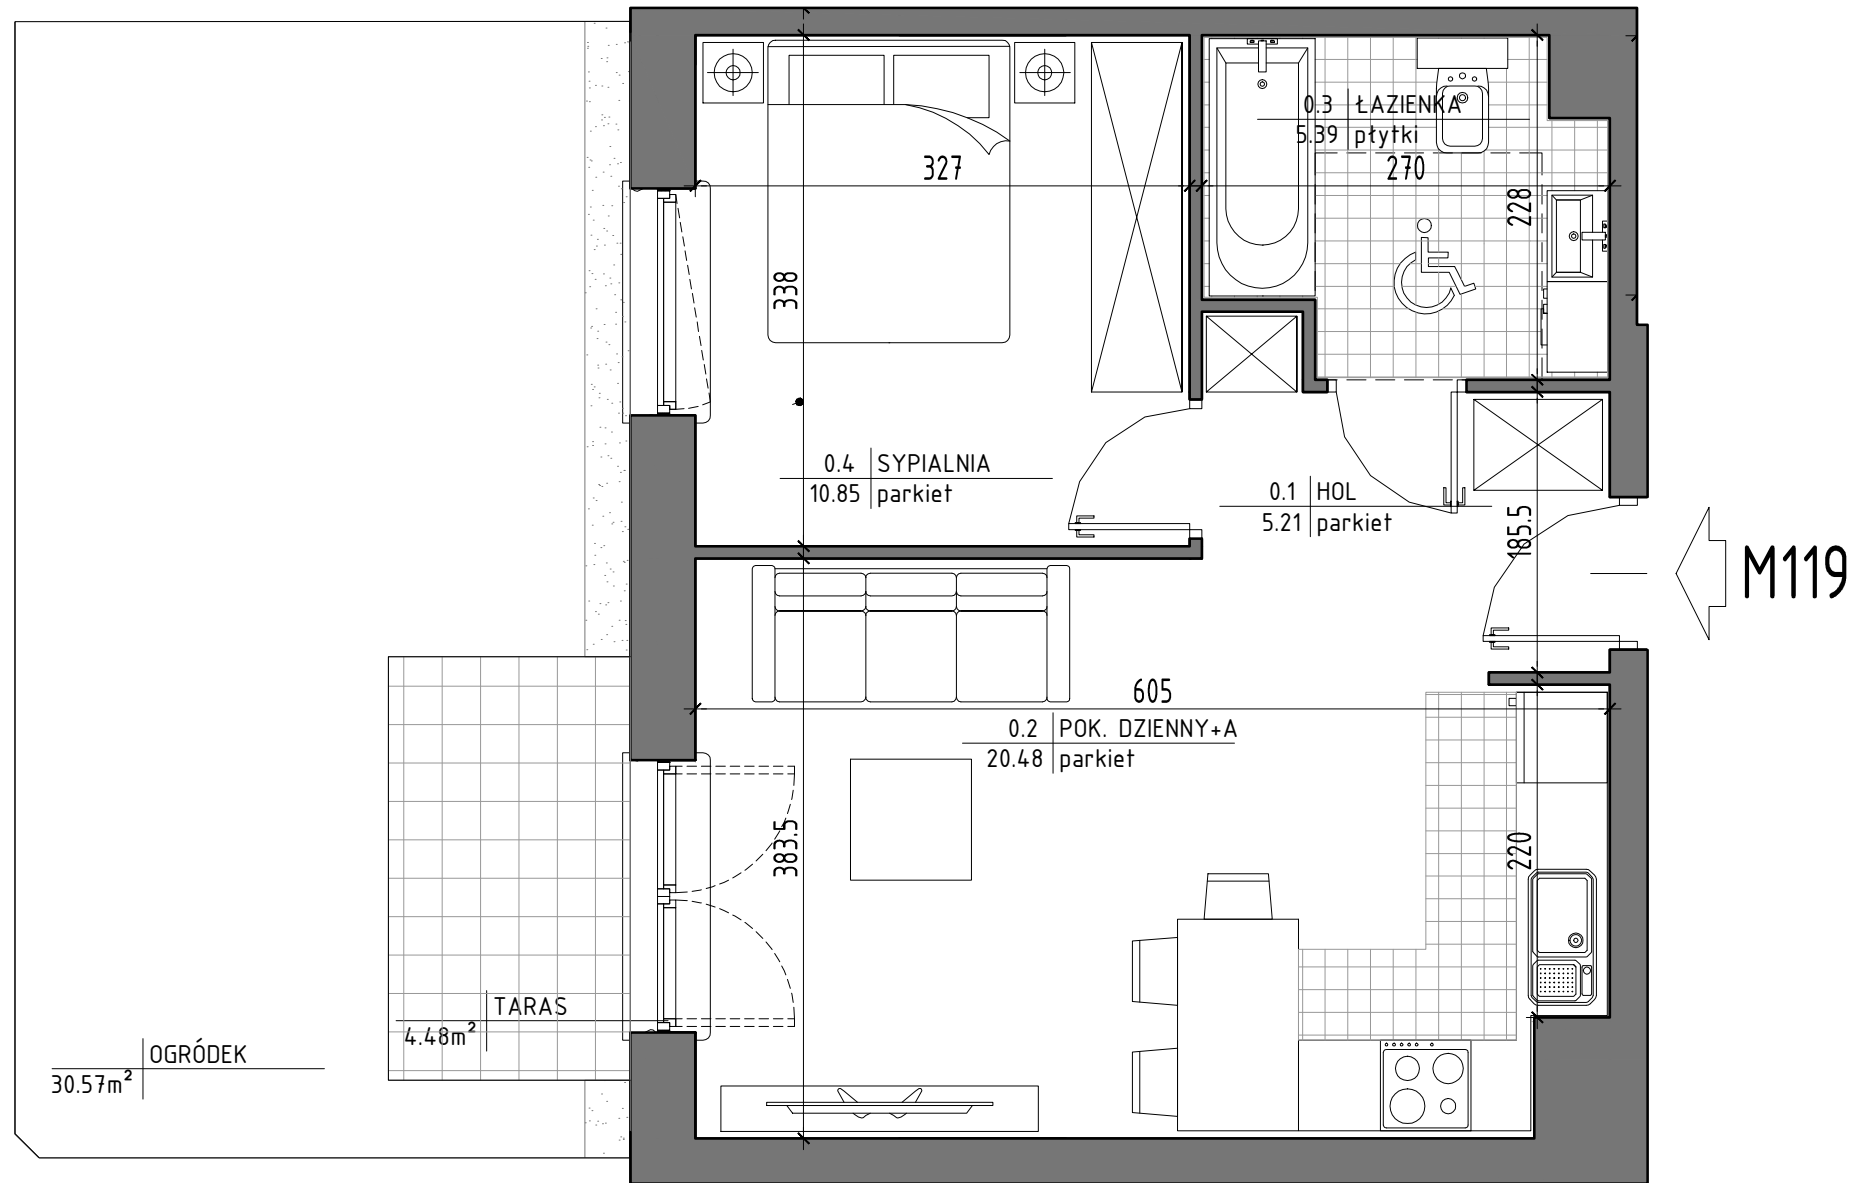 0.3 ŁAZIENKA
5.39 płytki
327
270
228
338
0.4 SYPIALNIA
10.85 parkiet
0.1 HOL
5.21 parkiet
185.5
M119
605
0.2 POK. DZIENNY+A
20.48 parkiet
383.5
220
TARAS
4.48m²
OGRÓDEK
30.57m²